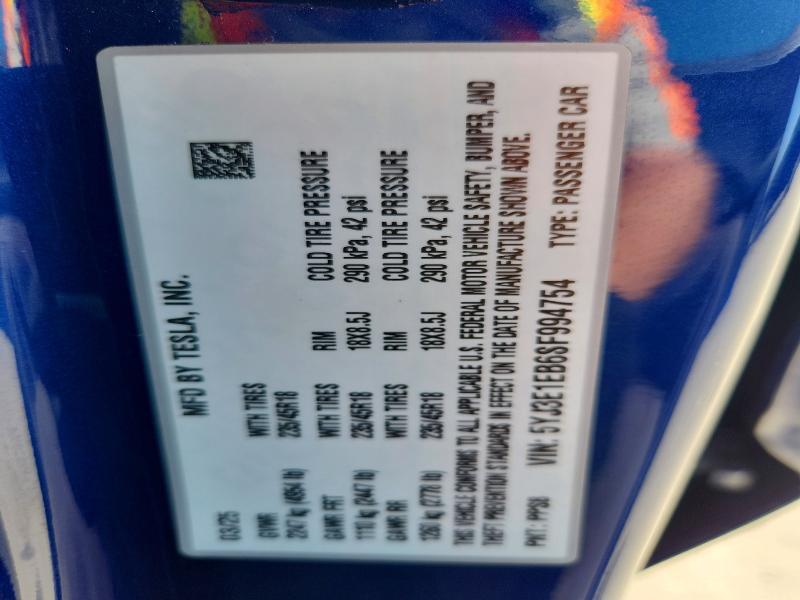 MFD BY TESLA, INC.
03/25
GVWR WITH TIRES
2247 kg (4954 lb) 235/45R18
GAWR FRT WITH TIRES RIM COLD TIRE PRESSURE
1110 kg (2447 lb) 235/45R18 18X8.5J 290 kPa, 42 psi
GAWR RR WITH TIRES RIM COLD TIRE PRESSURE
1260 kg (2778 lb) 235/45R18 18X8.5J 290 kPa, 42 psi
THIS VEHICLE CONFORMS TO ALL APPLICABLE U.S. FEDERAL MOTOR VEHICLE SAFETY, BUMPER, AND
THEFT PREVENTION STANDARDS IN EFFECT ON THE DATE OF MANUFACTURE SHOWN ABOVE.
PNT: PPSB VIN: 5YJ3E1EB6SF994754 TYPE: PASSENGER CAR